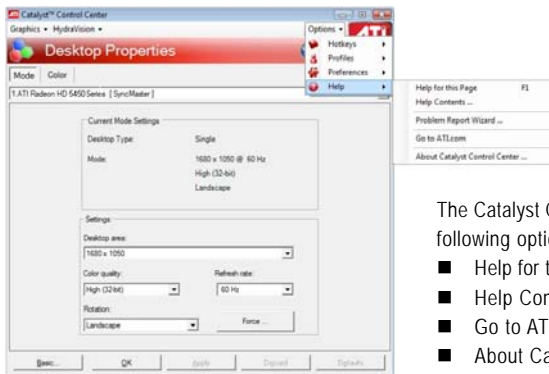 ATI Catalyst™ Control Center
Graphics • HydraVision • Options •
Desktop Properties ATI
Hotkeys
Profiles
Preferences
Help
Help for this Page F1
Help Contents ...
Problem Report Wizard ...
Go to ATI.com
About Catalyst Control Center ...
Mode Color
1.ATI Radeon HD 5450 Series [ SyncMaster ]
Current Mode Settings
Desktop Type: Single
Mode: 1680 x 1050 @ 60 Hz
High (32-bit)
Landscape
Settings
Desktop area:
1680 x 1050
Color quality: Refresh rate:
High (32-bit) 60 Hz
Rotation:
Landscape Force ...
Basic... OK Apply Discard Defaults
The Catalyst C
following opti
■ Help for t
■ Help Con
■ Go to AT
■ About Ca